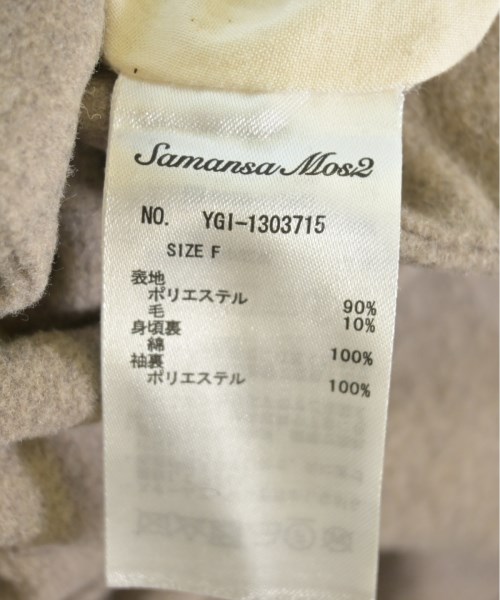 Samansa Mos2
NO. YGI-1303715
SIZE F
表地
ポリエステル 90%
毛 10%
身頃裏
綿 100%
袖裏
ポリエステル 100%